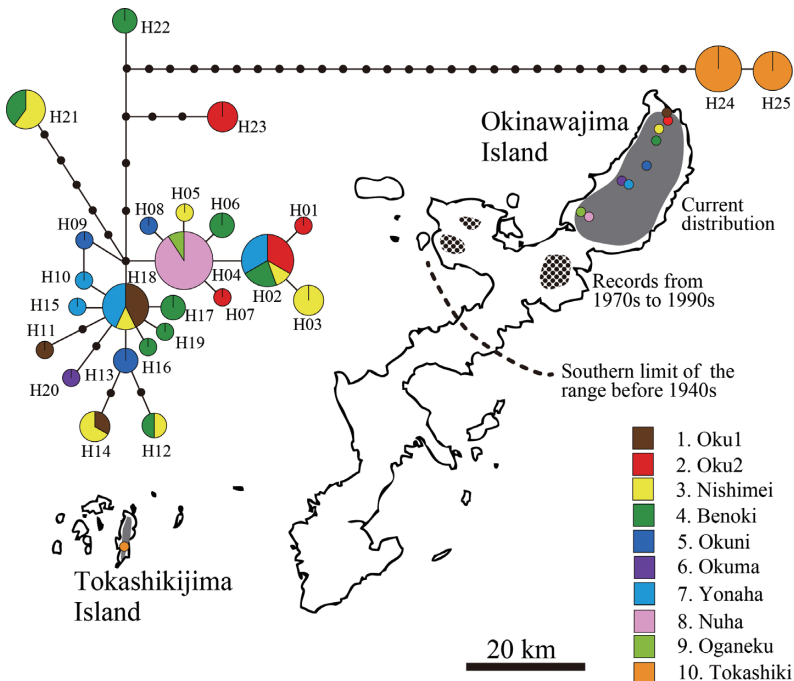 H22
H24
H25
H21
H23
Okinawajima
Island
H05
H08
H06
H01
H09
Current
distribution
H10
H18
H04
H02
H15
H07
H03
Records from
1970s to 1990s
H17
H11
H19
H13
H16
H20
Southern limit of the
range before 1940s
H14
H12
1. Oku1
2. Oku2
3. Nishimei
4. Benoki
5. Okuni
6. Okuma
7. Yonaha
8. Nuha
9. Oganeku
10. Tokashiki
Tokashikijima
Island
20 km